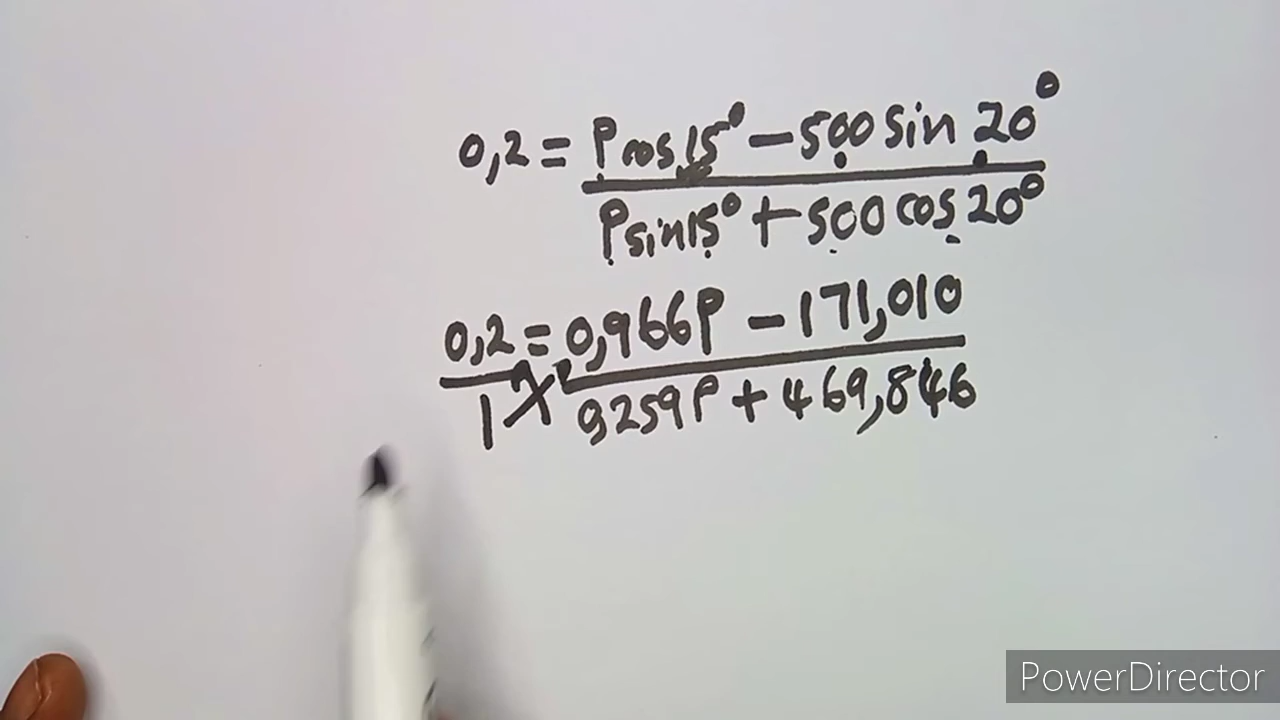 0,2 = Pcos15° - 500 sin 20°
Psin15° + 500 cos 20°
0,2 = 0,966P - 171,010
1 0,259P + 469,846
PowerDirector